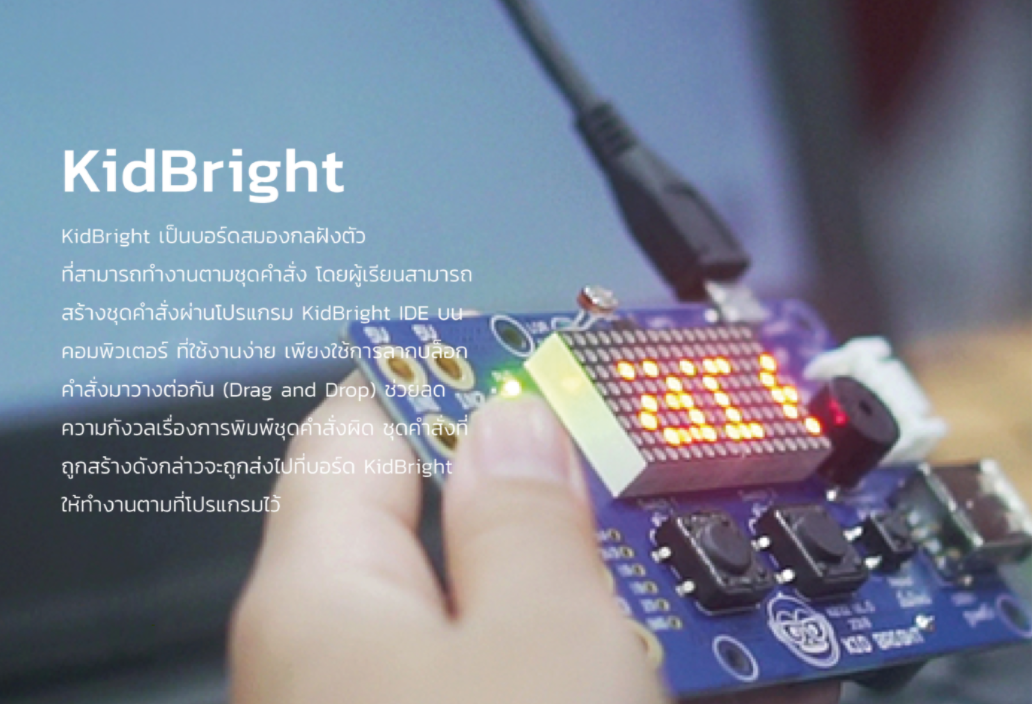 KidBright
KidBright เป็นบอร์ดสมองกลฝังตัว
ที่สามารถทำงานตามชุดคำสั่ง โดยผู้เรียนสามารถ
สร้างชุดคำสั่งผ่านโปรแกรม KidBright IDE บน
คอมพิวเตอร์ ที่ใช้งานง่าย เพียงใช้การลากบล็อก
คำสั่งมาวางต่อกัน (Drag and Drop) ช่วยลด
ความกังวลเรื่องการพิมพ์ชุดคำสั่งผิด ชุดคำสั่งที่
ถูกสร้างดังกล่าวจะถูกส่งไปที่บอร์ด KidBright
ให้ทำงานตามที่โปรแกรมไว้
5V 5V
LDR
KID BRIGHT